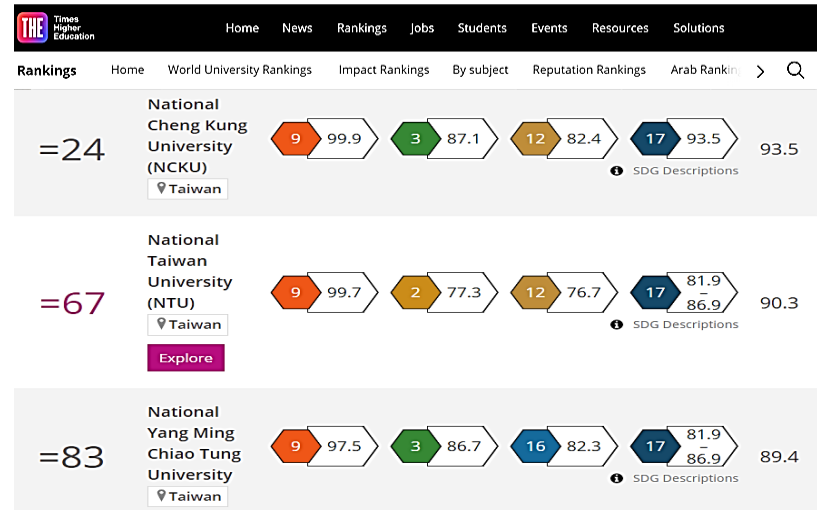 THE Times Higher Education
Home News Rankings Jobs Students Events Resources Solutions
Rankings Home World University Rankings Impact Rankings By subject Reputation Rankings Arab
=24
National
Cheng Kung
University
(NCKU)
Taiwan
9 99.9 3 87.1 12 82.4 17 93.5
SDG Descriptions
93.5
=67
National
Taiwan
University
(NTU)
Taiwan
Explore
9 99.7 2 77.3 12 76.7 17 81.9 – 86.9
SDG Descriptions
90.3
=83
National
Yang Ming
Chiao Tung
University
Taiwan
9 97.5 3 86.7 16 82.3 17 81.9 – 86.9
SDG Descriptions
89.4